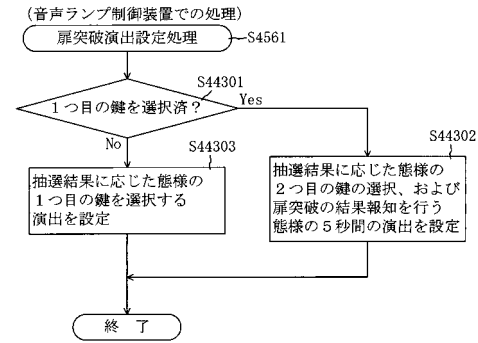 （音声ランプ制御装置での処理）
扉突破演出設定処理
S4561
S44301
１つ目の鍵を選択済？
Yes
No
S44303
S44302
抽選結果に応じた態様の
１つ目の鍵を選択する
演出を設定
抽選結果に応じた態様の
２つ目の鍵の選択、および
扉突破の結果報知を行う
態様の５秒間の演出を設定
終　了